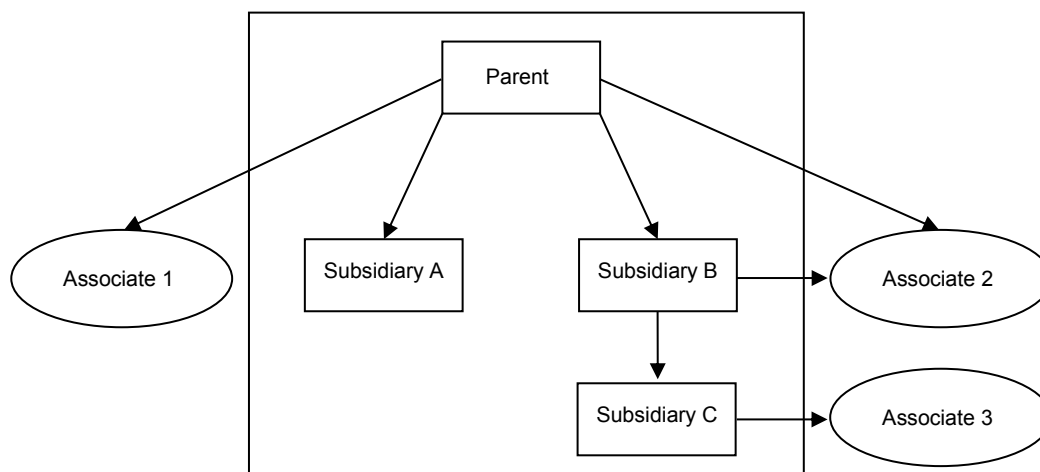 Parent
Associate 1
Subsidiary A
Subsidiary B
Associate 2
Subsidiary C
Associate 3